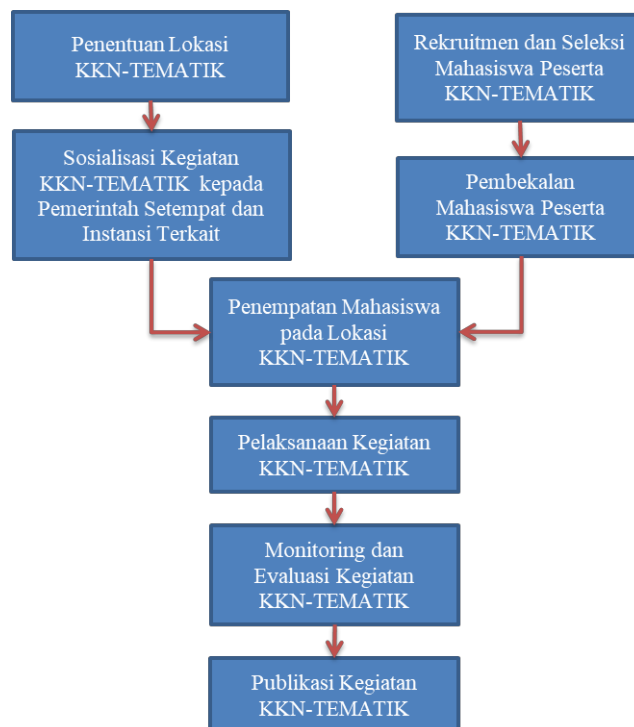 Penentuan Lokasi
KKN-TEMATIK
Rekruitmen dan Seleksi
Mahasiswa Peserta
KKN-TEMATIK
Sosialisasi Kegiatan
KKN-TEMATIK kepada
Pemerintah Setempat dan
Instansi Terkait
Pembekalan
Mahasiswa Peserta
KKN-TEMATIK
Penempatan Mahasiswa
pada Lokasi
KKN-TEMATIK
Pelaksanaan Kegiatan
KKN-TEMATIK
Monitoring dan
Evaluasi Kegiatan
KKN-TEMATIK
Publikasi Kegiatan
KKN-TEMATIK